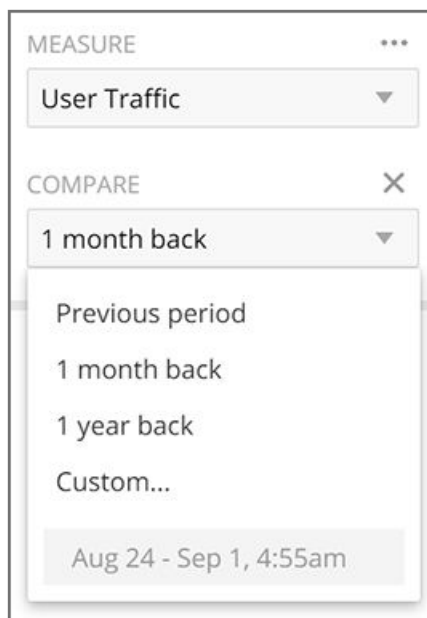 MEASURE
User Traffic
COMPARE
1 month back
Previous period
1 month back
1 year back
Custom...
Aug 24 - Sep 1, 4:55am